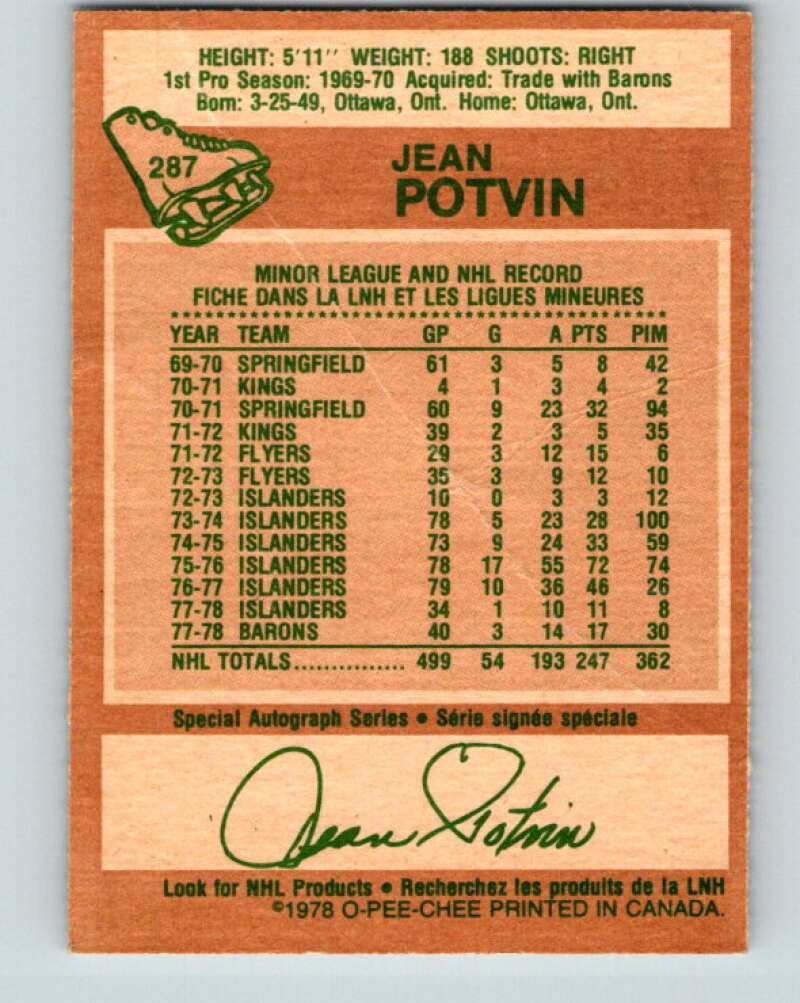 HEIGHT: 5'11'' WEIGHT: 188 SHOOTS: RIGHT
1st Pro Season: 1969-70 Acquired: Trade with Barons
Born: 3-25-49, Ottawa, Ont. Home: Ottawa, Ont.
287
JEAN
POTVIN
MINOR LEAGUE AND NHL RECORD
FICHE DANS LA LNH ET LES LIGUES MINEURES
YEAR TEAM GP G A PTS PIM
69-70 SPRINGFIELD 61 3 5 8 42
70-71 KINGS 4 1 3 4 2
70-71 SPRINGFIELD 60 9 23 32 94
71-72 KINGS 39 2 3 5 35
71-72 FLYERS 29 3 12 15 6
72-73 FLYERS 35 3 9 12 10
72-73 ISLANDERS 10 0 3 3 12
73-74 ISLANDERS 78 5 23 28 100
74-75 ISLANDERS 73 9 24 33 59
75-76 ISLANDERS 78 17 55 72 74
76-77 ISLANDERS 79 10 36 46 26
77-78 ISLANDERS 34 1 10 11 8
77-78 BARONS 40 3 14 17 30
NHL TOTALS............... 499 54 193 247 362
Special Autograph Series • Série signée spéciale
Jean Potvin
Look for NHL Products • Recherchez les produits de la LNH
©1978 O-PEE-CHEE PRINTED IN CANADA.